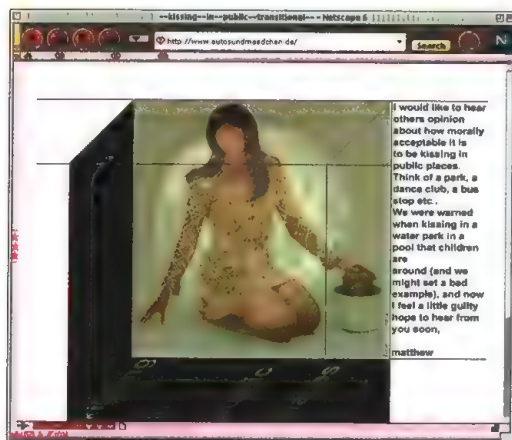 --kissing--in--public--transitional-- - Netscape 6
http://www.autosundmaedchen.de/
Search
N
I would like to hear
others opinion
about how morally
acceptable it is
to be kissing in
public places.
Think of a park, a
dance club, a bus
stop etc..
We were warned
when kissing in a
water park in a
pool that children
are
around (and we
might set a bad
example), and now
I feel a little guilty
hope to hear from
you soon,
matthew